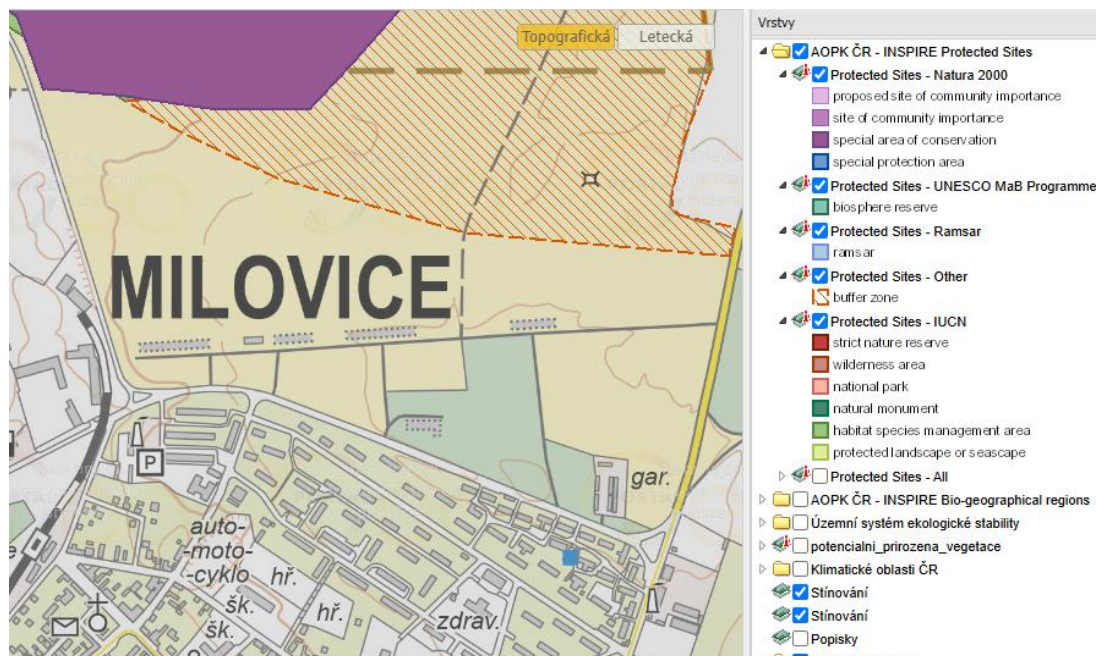 Topografická
Letecká
MILOVICE
P
gar.
auto-
-moto-
-cyklo
hř.
šk.
šk.
hř.
zdrav.
Vrstvy
AOPK ČR - INSPIRE Protected Sites
Protected Sites - Natura 2000
proposed site of community importance
site of community importance
special area of conservation
special protection area
Protected Sites - UNESCO MaB Programme
biosphere reserve
Protected Sites - Ramsar
ramsar
Protected Sites - Other
buffer zone
Protected Sites - IUCN
strict nature reserve
wilderness area
national park
natural monument
habitat species management area
protected landscape or seascape
Protected Sites - All
AOPK ČR - INSPIRE Bio-geographical regions
Územní systém ekologické stability
potencialni_prirozena_vegetace
Klimatické oblasti ČR
Stínování
Stínování
Popisky